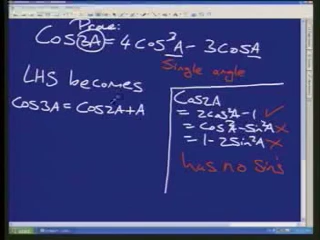 Prove:
Cos3A = 4Cos³A - 3CosA
Single angle
LHS becomes
Cos3A = Cos2A+A
Cos2A
= 2cos²A-1 ✓
= Cos²A-Sin²A ×
= 1-2Sin²A ×
has no Sin's